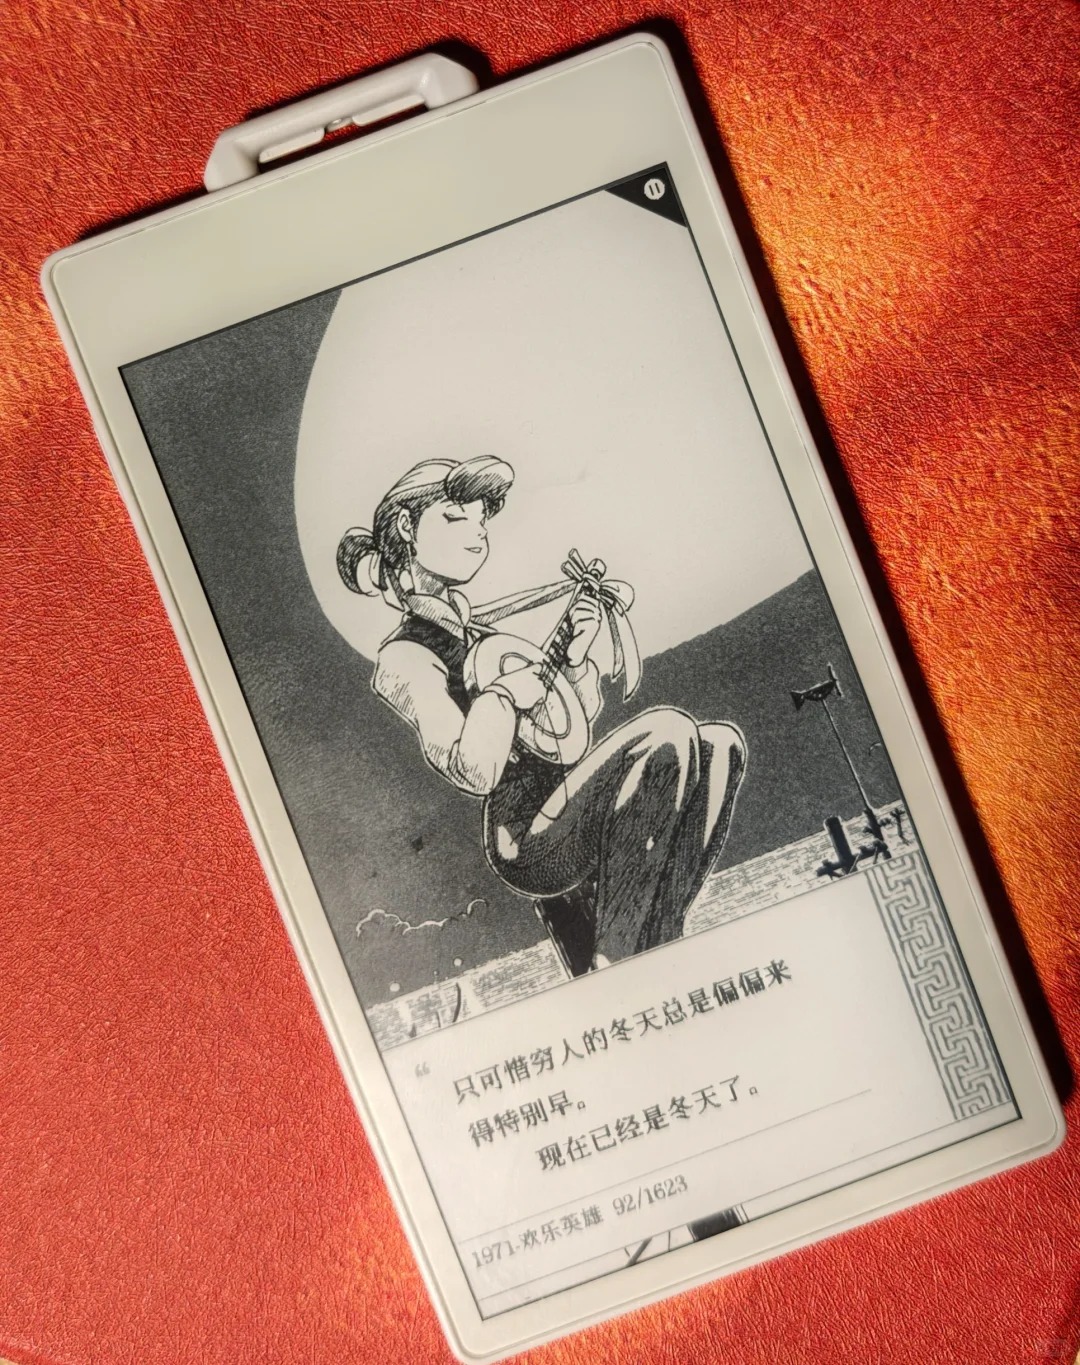 “
只可惜穷人的冬天总是偏偏来
得特别早。
现在已经是冬天了。
1971-欢乐英雄 92/1623